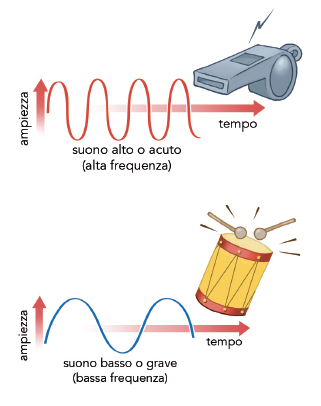 ampiezza
tempo
suono alto o acuto
(alta frequenza)
ampiezza
tempo
suono basso o grave
(bassa frequenza)